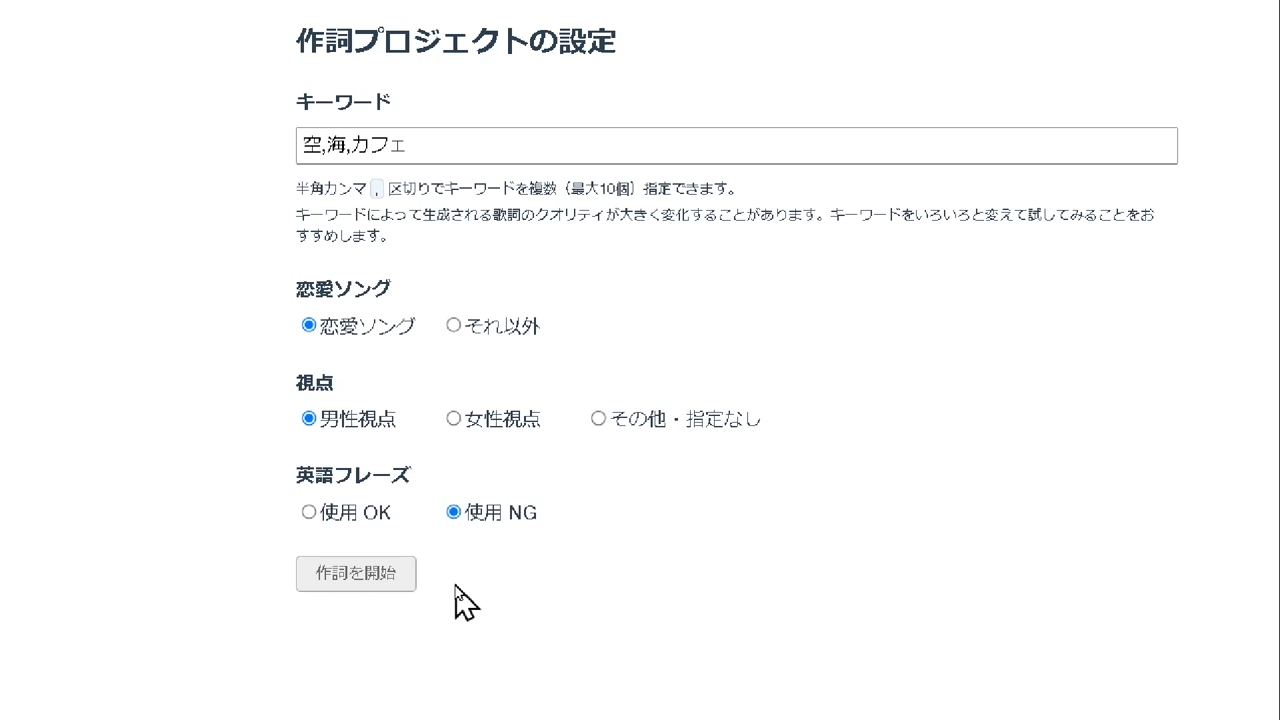 作詞プロジェクトの設定
キーワード
空,海,カフェ
半角カンマ , 区切りでキーワードを複数（最大10個）指定できます。
キーワードによって生成される歌詞のクオリティが大きく変化することがあります。キーワードをいろいろと変えて試してみることをお
すすめします。
恋愛ソング
恋愛ソング それ以外
視点
男性視点 女性視点 その他・指定なし
英語フレーズ
使用 OK 使用 NG
作詞を開始